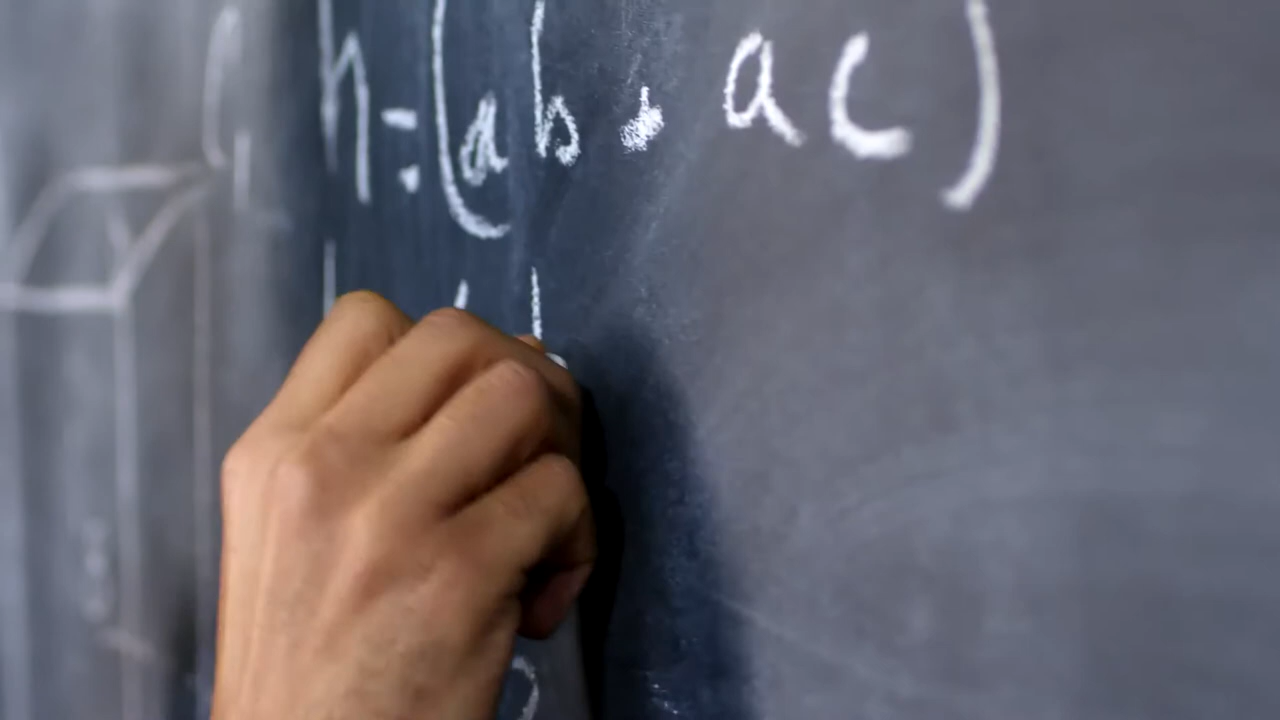 h = (ab, ac)